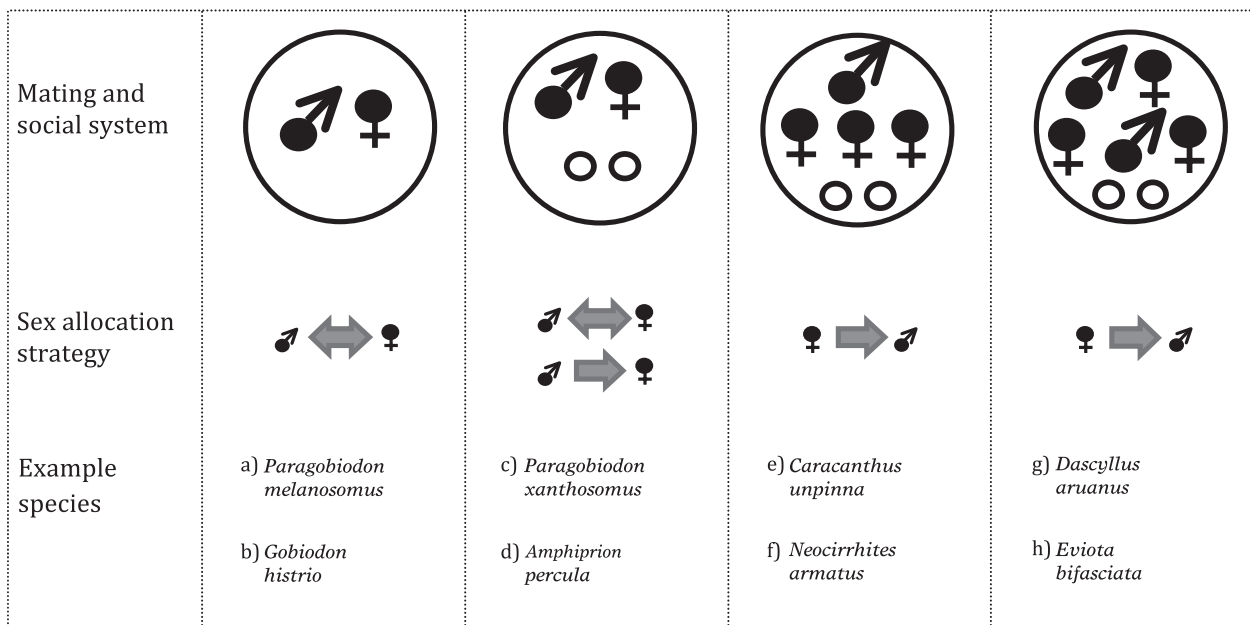 Mating and
social system
Sex allocation
strategy
Example
species
a) Paragobiodon
melanosomus
b) Gobiodon
histrio
c) Paragobiodon
xanthosomus
d) Amphiprion
percula
e) Caracanthus
unpinna
f) Neocirrhites
armatus
g) Dascyllus
aruanus
h) Eviota
bifasciata